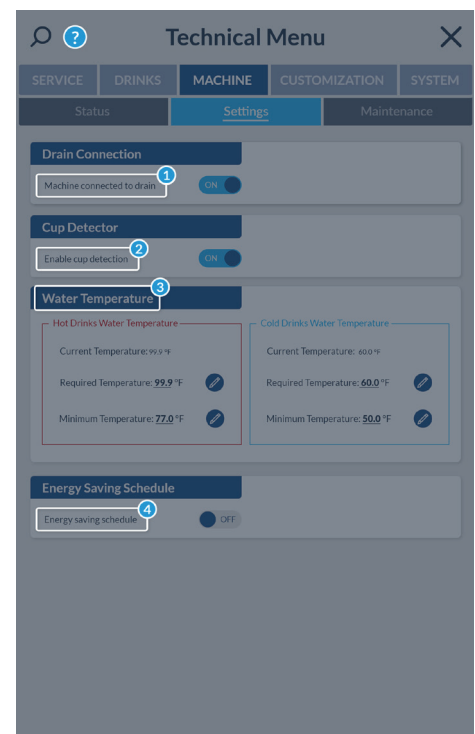 ?
Technical Menu
SERVICE DRINKS MACHINE CUSTOMIZATION SYSTEM
Status Settings Maintenance
Drain Connection
1
Machine connected to drain ON
Cup Detector
2
Enable cup detection ON
3
Water Temperature
Hot Drinks Water Temperature Cold Drinks Water Temperature
Current Temperature: 99.9 °F Current Temperature: 60.0 °F
Required Temperature: 99.9 °F Required Temperature: 60.0 °F
Minimum Temperature: 77.0 °F Minimum Temperature: 50.0 °F
Energy Saving Schedule
4
Energy saving schedule OFF